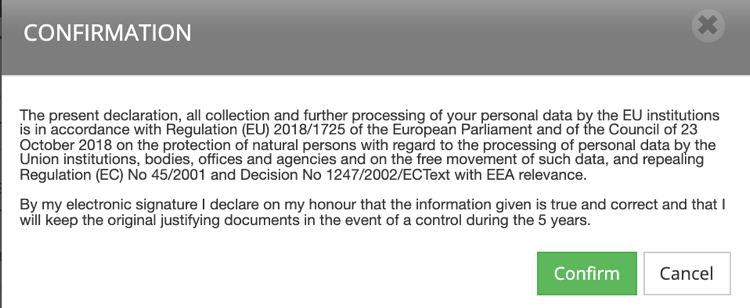 CONFIRMATION
The present declaration, all collection and further processing of your personal data by the EU institutions
is in accordance with Regulation (EU) 2018/1725 of the European Parliament and of the Council of 23
October 2018 on the protection of natural persons with regard to the processing of personal data by the
Union institutions, bodies, offices and agencies and on the free movement of such data, and repealing
Regulation (EC) No 45/2001 and Decision No 1247/2002/ECText with EEA relevance.
By my electronic signature I declare on my honour that the information given is true and correct and that I
will keep the original justifying documents in the event of a control during the 5 years.
Confirm Cancel